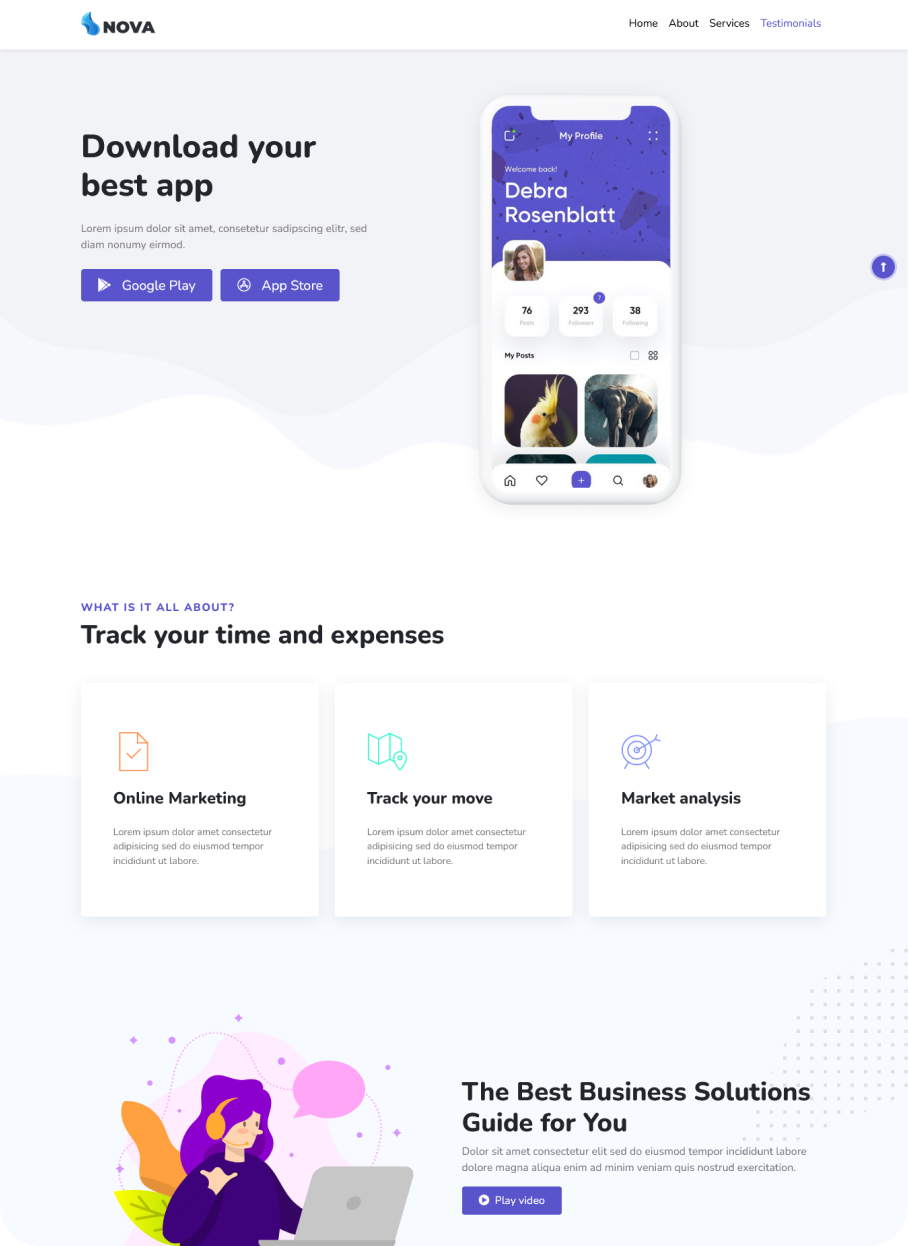 NOVA
Home About Services Testimonials
Download your
best app
Lorem ipsum dolor sit amet, consetetur sadipscing elitr, sed
diam nonumy eirmod.
Google Play App Store
My Profile
Welcome back!
Debra
Rosenblatt
76 293 38
7
Posts Followers Following
My Posts
WHAT IS IT ALL ABOUT?
Track your time and expenses
Online Marketing
Lorem ipsum dolor amet consectetur
adipisicing sed do eiusmod tempor
incididunt ut labore.
Track your move
Lorem ipsum dolor amet consectetur
adipisicing sed do eiusmod tempor
incididunt ut labore.
Market analysis
Lorem ipsum dolor amet consectetur
adipisicing sed do eiusmod tempor
incididunt ut labore.
The Best Business Solutions
Guide for You
Dolor sit amet consectetur elit sed do eiusmod tempor incididunt labore
dolore magna aliqua enim ad minim veniam quis nostrud exercitation.
Play video